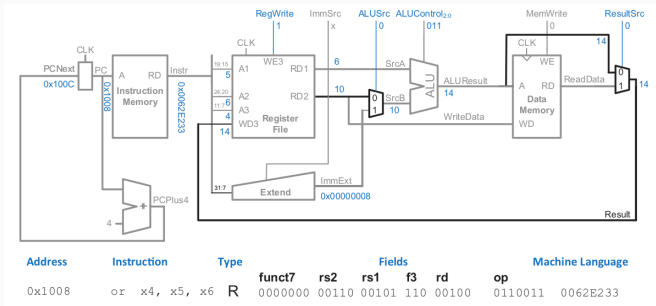 RegWrite ImmSrc ALUSrc ALUControl2:0 MemWrite ResultSrc
1 x 0 011 0 0
CLK CLK CLK
PCNext PC Instr
0x100C 0x1008 0x0062E233
A RD
Instruction
Memory
19:15 5 A1 WE3 RD1 6 SrcA
24:20 6 A2 RD2 10 0 1 SrcB 10
11:7 4 A3
14 WD3
Register
File
ALU ALUResult 14
WE
A RD
Data
Memory
WD
WriteData
ReadData
14 0 1 14
31:7 Extend ImmExt
0x00000008
+ PCPlus4
4
Result
Address Instruction Type Fields Machine Language
funct7 rs2 rs1 f3 rd op
0x1008 or x4, x5, x6 R 0000000 00110 00101 110 00100 0110011 0062E233